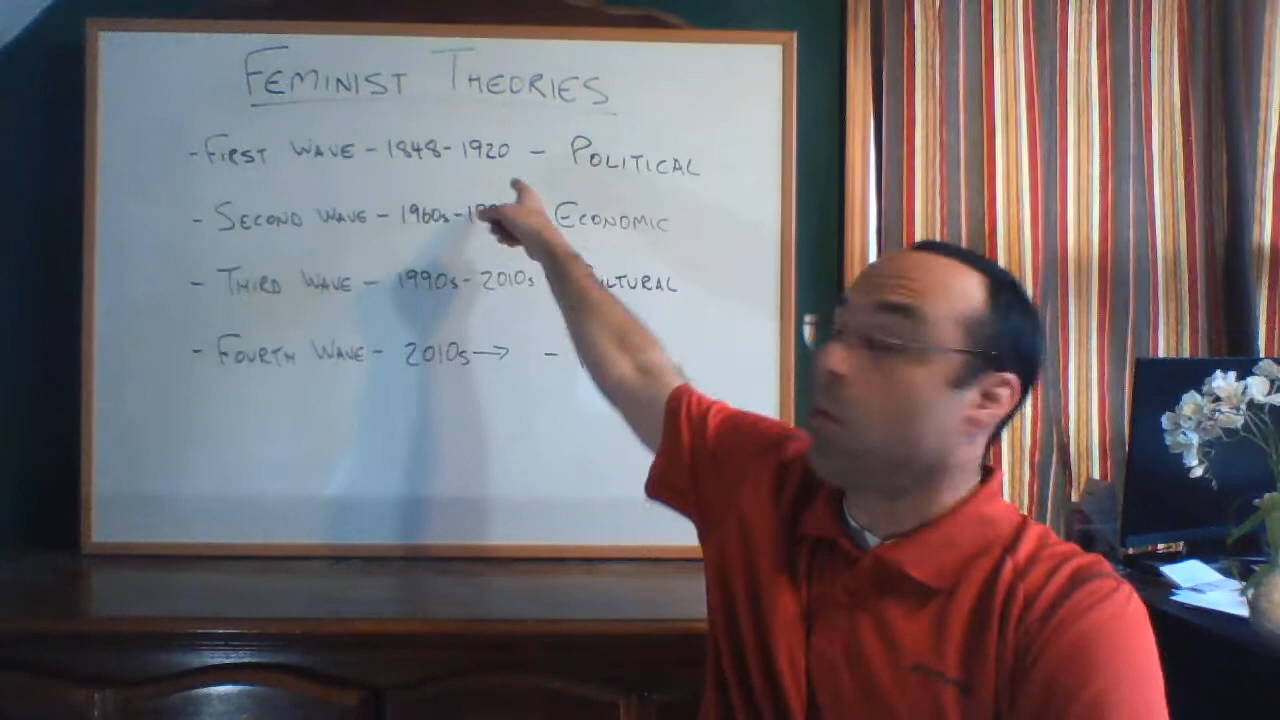 FEMINIST THEORIES
- FIRST WAVE - 1848-1920 - POLITICAL
- SECOND WAVE - 1960s- ECONOMIC
- THIRD WAVE - 1990s- 2010s
- FOURTH WAVE - 2010s→ -